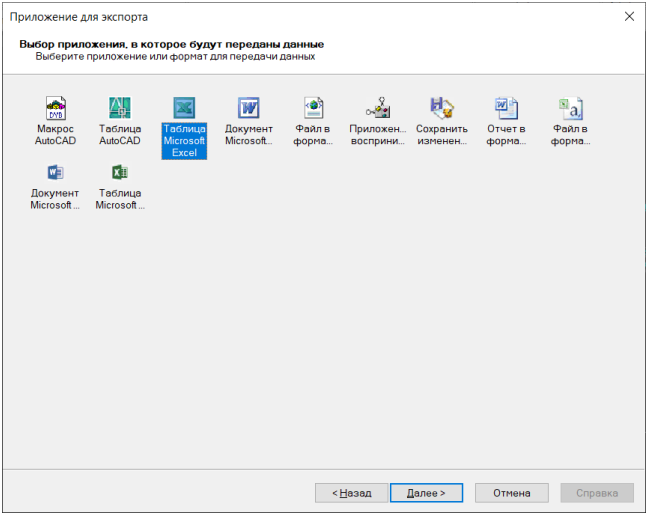 Приложение для экспорта
Выбор приложения, в которое будут переданы данные
Выберите приложение или формат для передачи данных
DVB
Макрос
AutoCAD
Таблица
AutoCAD
Таблица
Microsoft
Excel
Документ
Microsoft...
Файл в
форма...
Приложен...
восприни...
Сохранить
изменен...
Отчет в
форма...
Файл в
форма...
Документ
Microsoft ...
Таблица
Microsoft ...
< Назад
Далее >
Отмена
Справка